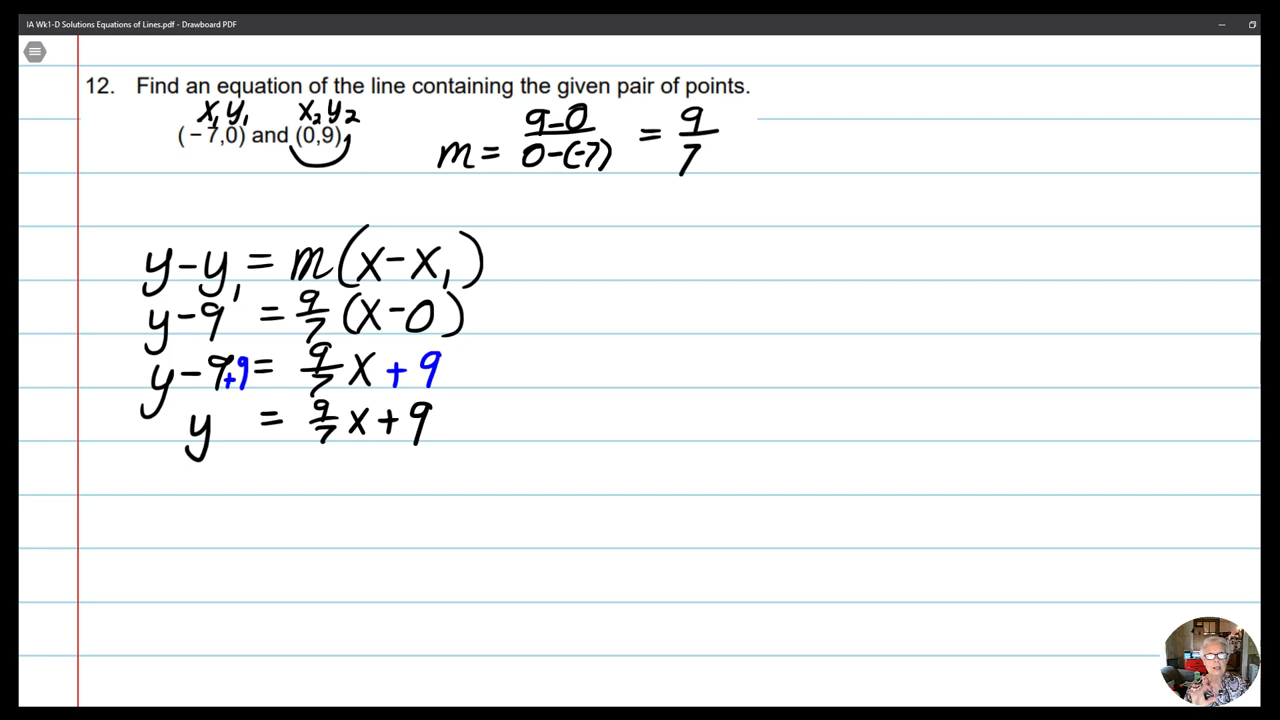 IA Wk1-D Solutions Equations of Lines.pdf - Drawboard PDF
12. Find an equation of the line containing the given pair of points.
x₁ y₁ x₂ y₂
(−7,0) and (0,9).
m = (9-0)/(0-(-7)) = 9/7
y-y₁ = m(x-x₁)
y-9 = 9/7 (x-0)
y-9+9 = 9/7 x + 9
y = 9/7 x + 9